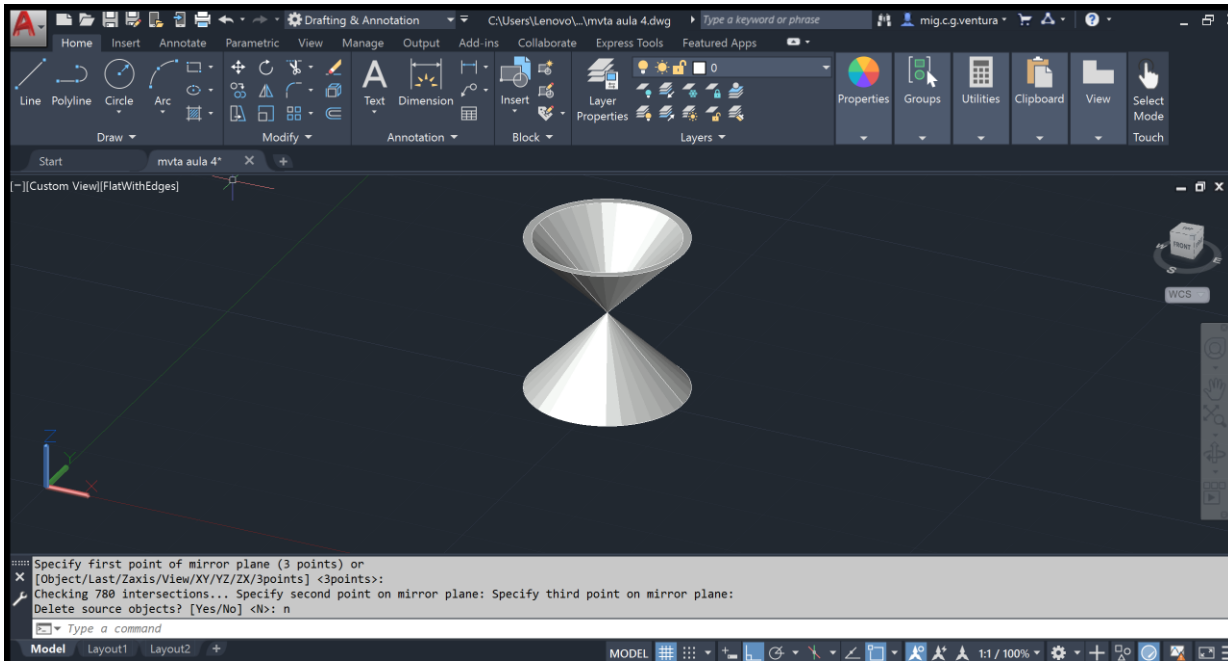 A Drafting & Annotation C:\Users\Lenovo\...\mvta aula 4.dwg Type a keyword or phrase mig.c.g.ventura
Home Insert Annotate Parametric View Manage Output Add-ins Collaborate Express Tools Featured Apps
0
Line Polyline Circle Arc A Text Dimension Insert Layer Properties Properties Groups Utilities Clipboard View Select Mode
Draw Modify Annotation Block Layers Touch
Start mvta aula 4* +
[–][Custom View][FlatWithEdges]
TOP
FRONT
W E
S
WCS
Z
Y
X
Specify first point of mirror plane (3 points) or
[Object/Last/Zaxis/View/XY/YZ/ZX/3points] <3points>:
Checking 780 intersections... Specify second point on mirror plane: Specify third point on mirror plane:
Delete source objects? [Yes/No] <N>: n
Type a command
Model Layout1 Layout2 + MODEL 1:1 / 100%